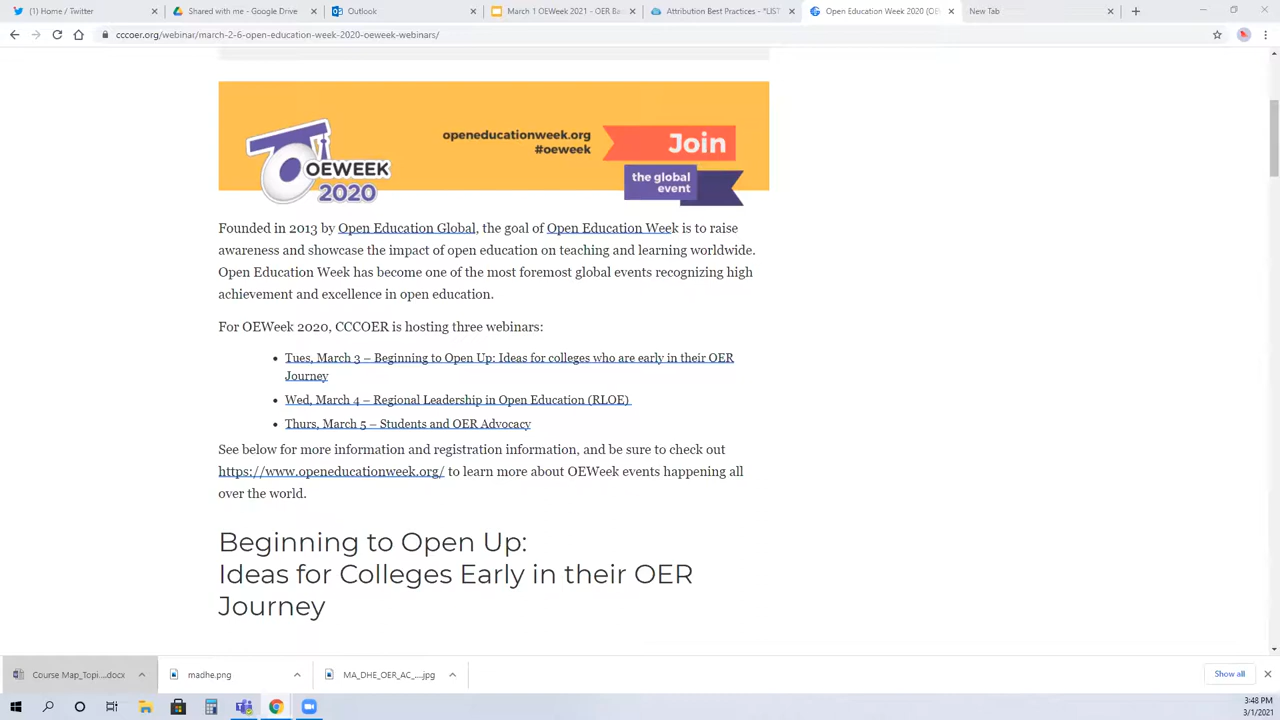 (1) Home / Twitter
Shared with me - Google Drive
Outlook
March 1 OEWeek 2021 - OER Ba
Attribution Best Practices - "UST
Open Education Week 2020 (OE
New Tab
cccoer.org/webinar/march-2-6-open-education-week-2020-oeweek-webinars/
OEWEEK
2020
openeducationweek.org
#oeweek
Join
the global
event
Founded in 2013 by Open Education Global, the goal of Open Education Week is to raise
awareness and showcase the impact of open education on teaching and learning worldwide.
Open Education Week has become one of the most foremost global events recognizing high
achievement and excellence in open education.
For OEWeek 2020, CCCOER is hosting three webinars:
• Tues, March 3 – Beginning to Open Up: Ideas for colleges who are early in their OER
Journey
• Wed, March 4 – Regional Leadership in Open Education (RLOE)
• Thurs, March 5 – Students and OER Advocacy
See below for more information and registration information, and be sure to check out
https://www.openeducationweek.org/ to learn more about OEWeek events happening all
over the world.
Beginning to Open Up:
Ideas for Colleges Early in their OER
Journey
Course Map_Topi....docx
madhe.png
MA_DHE_OER_AC_....jpg
Show all
3:48 PM
3/1/2021